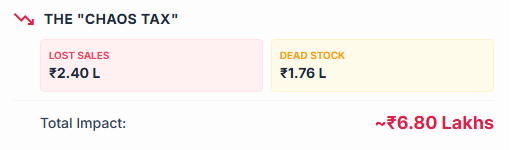 THE "CHAOS TAX"
LOST SALES
₹2.40 L
DEAD STOCK
₹1.76 L
Total Impact:
~₹6.80 Lakhs